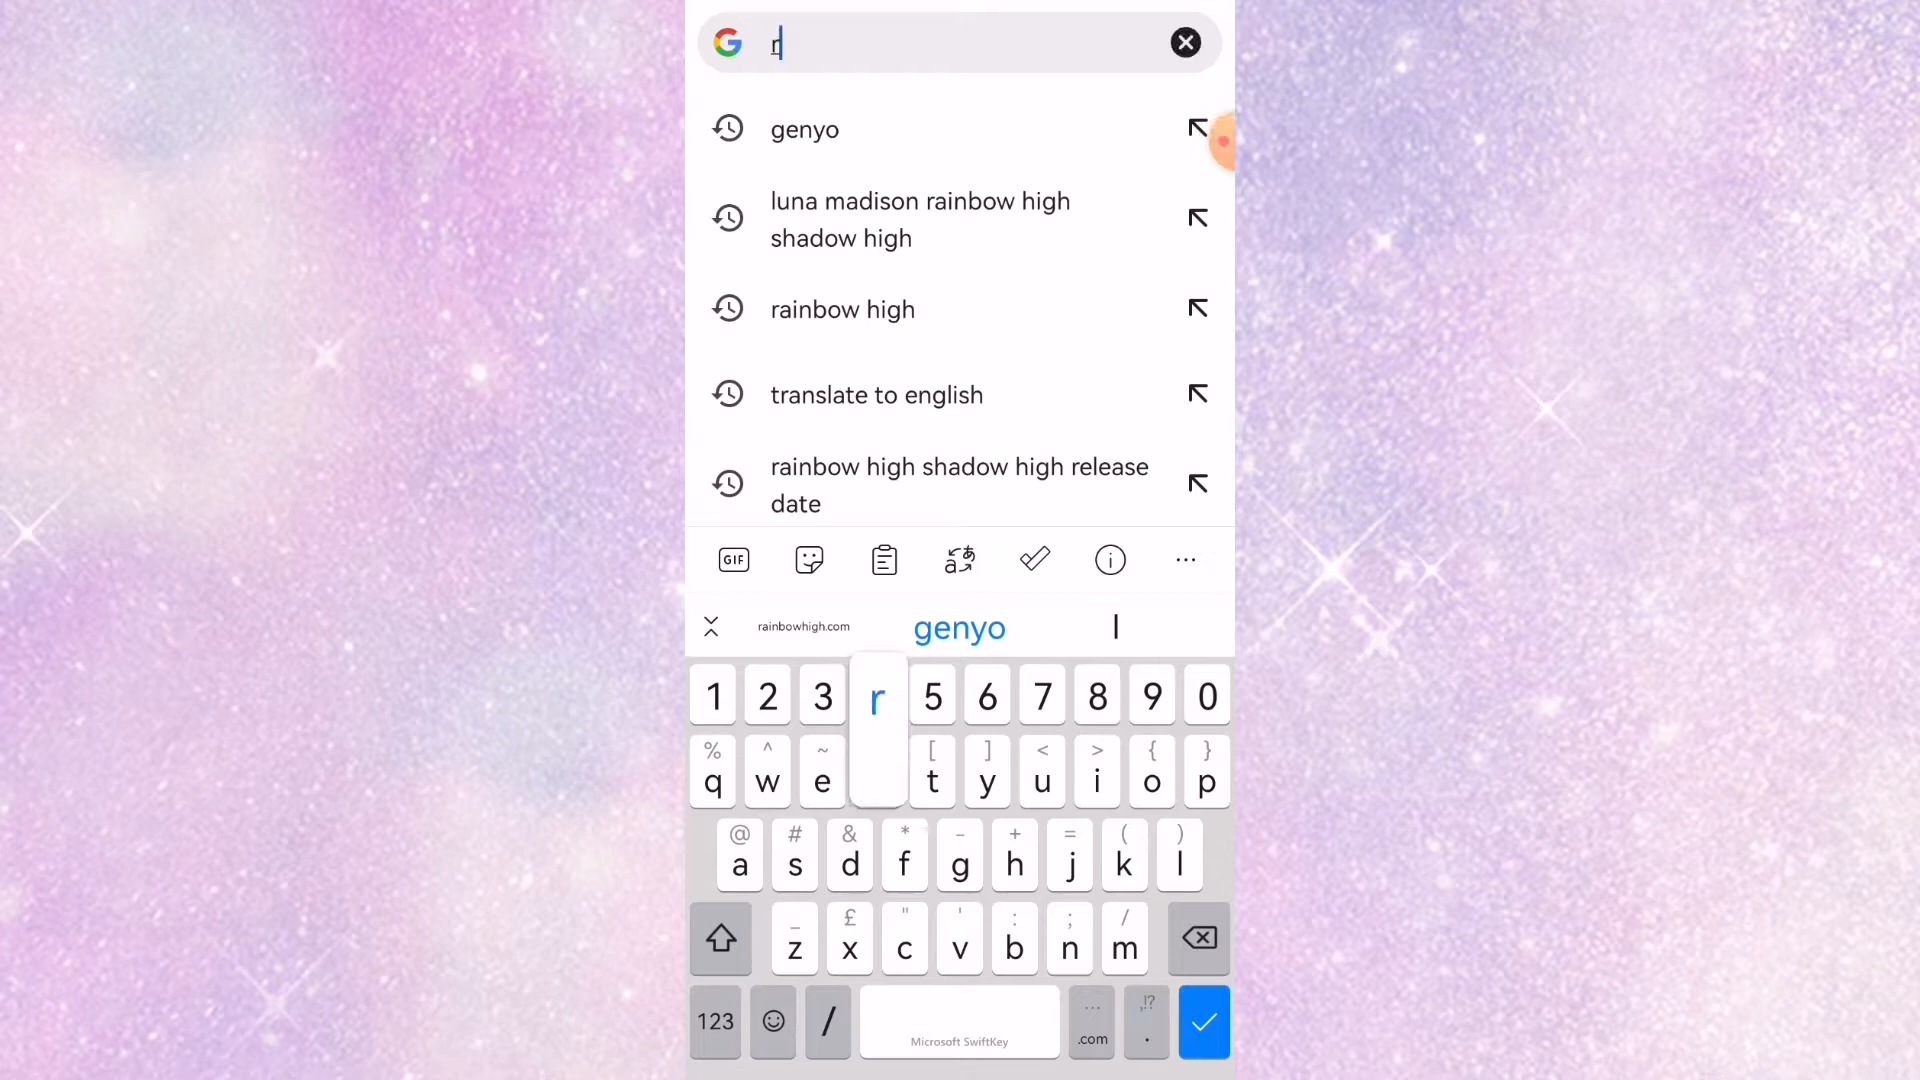 r
genyo
luna madison rainbow high
shadow high
rainbow high
translate to english
rainbow high shadow high release
date
GIF
rainbowhigh.com genyo I
1 2 3 r 5 6 7 8 9 0
% ^ ~ [ ] < > { }
q w e t y u i o p
@ # & * - + = ( )
a s d f g h j k l
_ £ " ' : ; /
z x c v b n m
... ,!?
123 / Microsoft SwiftKey .com .